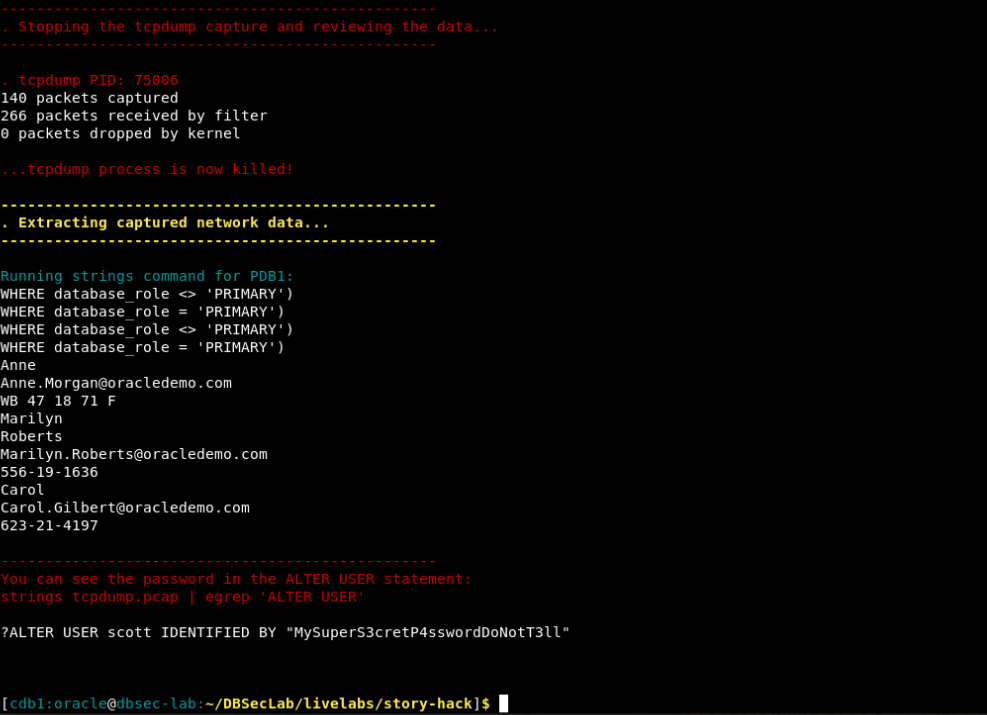 -------------------------------------------------
. Stopping the tcpdump capture and reviewing the data...
-------------------------------------------------
. tcpdump PID: 75006
140 packets captured
266 packets received by filter
0 packets dropped by kernel
...tcpdump process is now killed!
-------------------------------------------------
. Extracting captured network data...
-------------------------------------------------
Running strings command for PDB1:
WHERE database_role <> 'PRIMARY')
WHERE database_role = 'PRIMARY')
WHERE database_role <> 'PRIMARY')
WHERE database_role = 'PRIMARY')
Anne
Anne.Morgan@oracledemo.com
WB 47 18 71 F
Marilyn
Roberts
Marilyn.Roberts@oracledemo.com
556-19-1636
Carol
Carol.Gilbert@oracledemo.com
623-21-4197
-------------------------------------------------
You can see the password in the ALTER USER statement:
strings tcpdump.pcap | egrep 'ALTER USER'
?ALTER USER scott IDENTIFIED BY "MySuperS3cretP4sswordDoNotT3ll"
[cdb1:oracle@dbsec-lab:~/DBSecLab/livelabs/story-hack]$